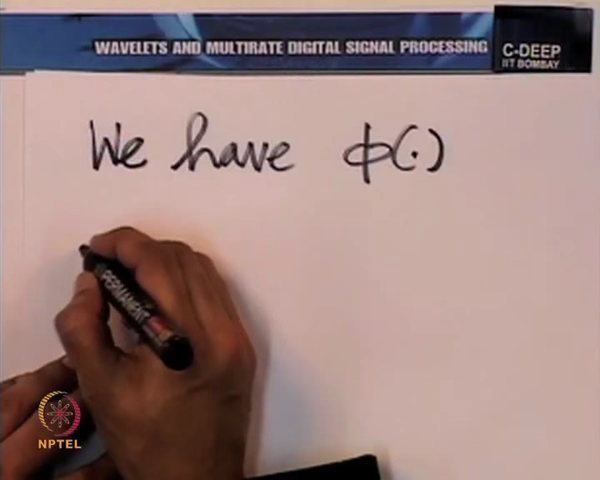 WAVELETS AND MULTIRATE DIGITAL SIGNAL PROCESSING
C-DEEP
IIT BOMBAY
We have ϕ(·)
PERMANENT
NPTEL